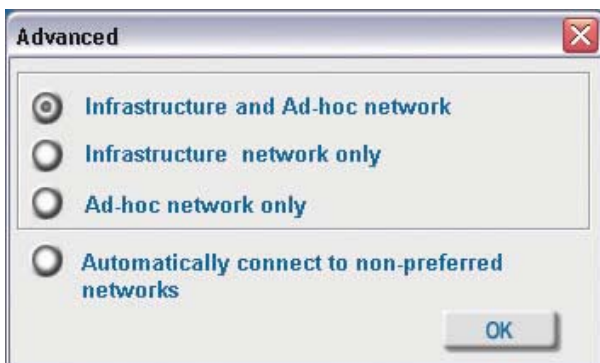 Advanced
Infrastructure and Ad-hoc network
Infrastructure network only
Ad-hoc network only
Automatically connect to non-preferred
networks
OK